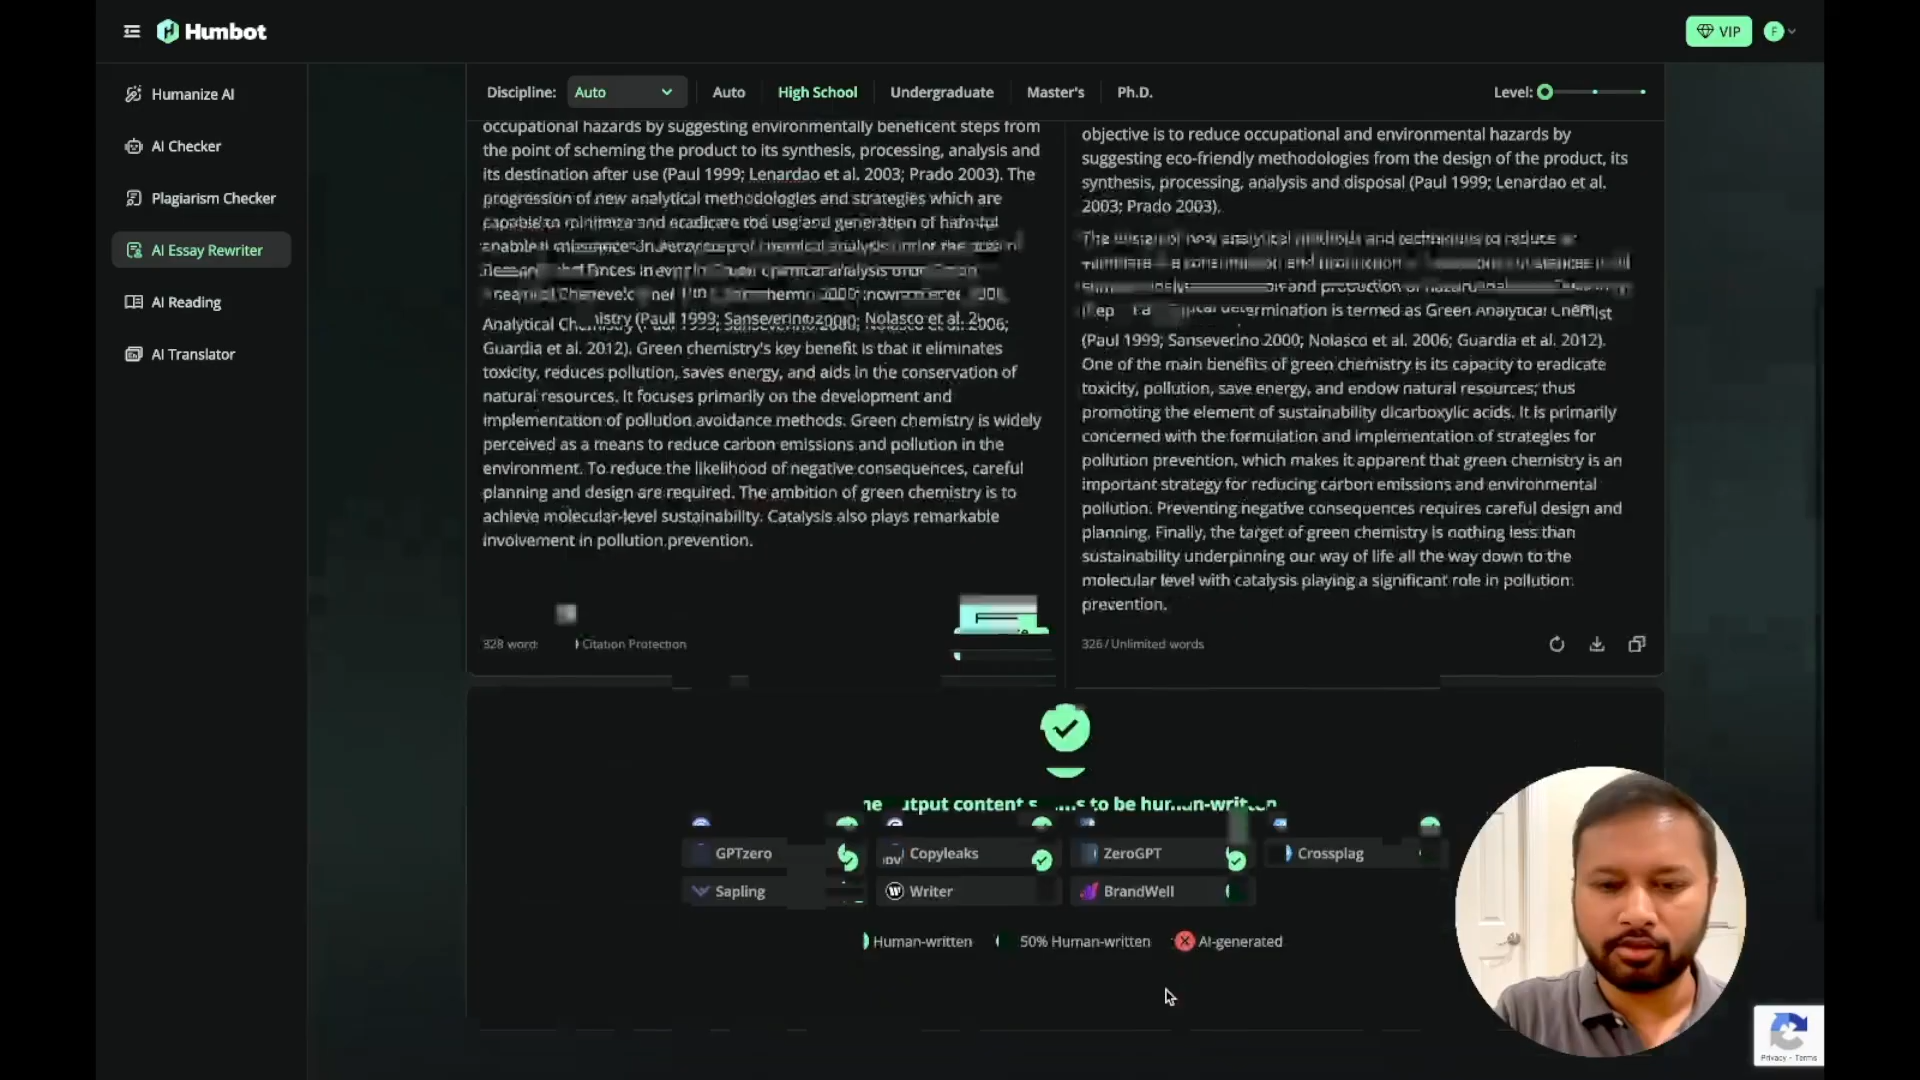 Humbot
VIP
F
Humanize AI
AI Checker
Plagiarism Checker
AI Essay Rewriter
AI Reading
AI Translator
Discipline: Auto Auto High School Undergraduate Master's Ph.D. Level:
occupational hazards by suggesting environmentally beneficent steps from
the point of scheming the product to its synthesis, processing, analysis and
its destination after use (Paul 1999; Lenardao et al. 2003; Prado 2003). The
progression of new analytical methodologies and strategies which are
Analytical
Guardia et al. 2012). Green chemistry's key benefit is that it eliminates
toxicity, reduces pollution, saves energy, and aids in the conservation of
natural resources. It focuses primarily on the development and
implementation of pollution avoidance methods. Green chemistry is widely
perceived as a means to reduce carbon emissions and pollution in the
environment. To reduce the likelihood of negative consequences, careful
planning and design are required. The ambition of green chemistry is to
achieve molecular-level sustainability. Catalysis also plays remarkable
involvement in pollution prevention.
328 word
Citation Protection
objective is to reduce occupational and environmental hazards by
suggesting eco-friendly methodologies from the design of the product, its
synthesis, processing, analysis and disposal (Paul 1999; Lenardao et al.
2003; Prado 2003).
determination is termed as Green Analytical
(Paul 1999; Sanseverino 2000; Nolasco et al. 2006; Guardia et al. 2012).
One of the main benefits of green chemistry is its capacity to eradicate
toxicity, pollution, save energy, and endow natural resources; thus
promoting the element of sustainability dicarboxylic acids. It is primarily
concerned with the formulation and implementation of strategies for
pollution prevention, which makes it apparent that green chemistry is an
important strategy for reducing carbon emissions and environmental
pollution. Preventing negative consequences requires careful design and
planning. Finally, the target of green chemistry is nothing less than
sustainability underpinning our way of life all the way down to the
molecular level with catalysis playing a significant role in pollution
prevention.
326/Unlimited words
content to be human-written
GPTzero Copyleaks ZeroGPT Crossplag
Sapling Writer BrandWell
Human-written 50% Human-written AI-generated
Privacy - Terms